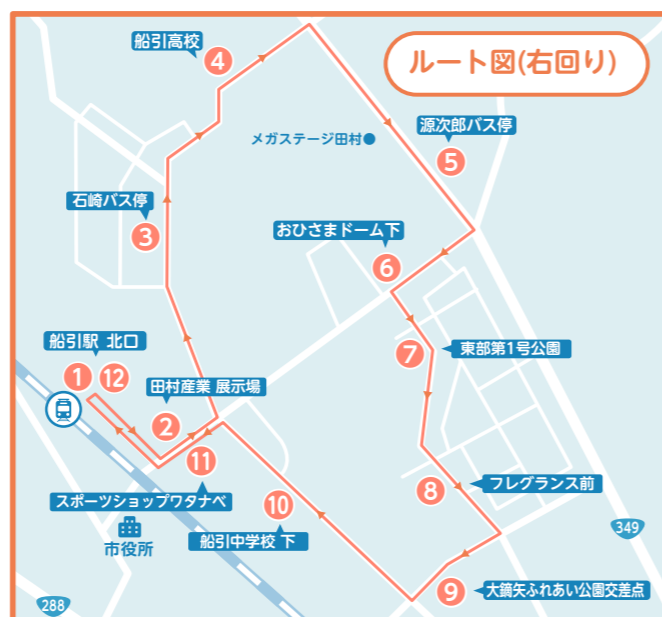 ルート図(右回り)
船引高校
④
メガステージ田村
源次郎バス停
⑤
石崎バス停
③
おひさまドーム下
⑥
船引駅 北口
① ⑫
東部第1号公園
⑦
田村産業 展示場
②
⑪
スポーツショップワタナベ
フレグランス前
⑧
⑩
船引中学校 下
市役所
349
大鏑矢ふれあい公園交差点
⑨
288